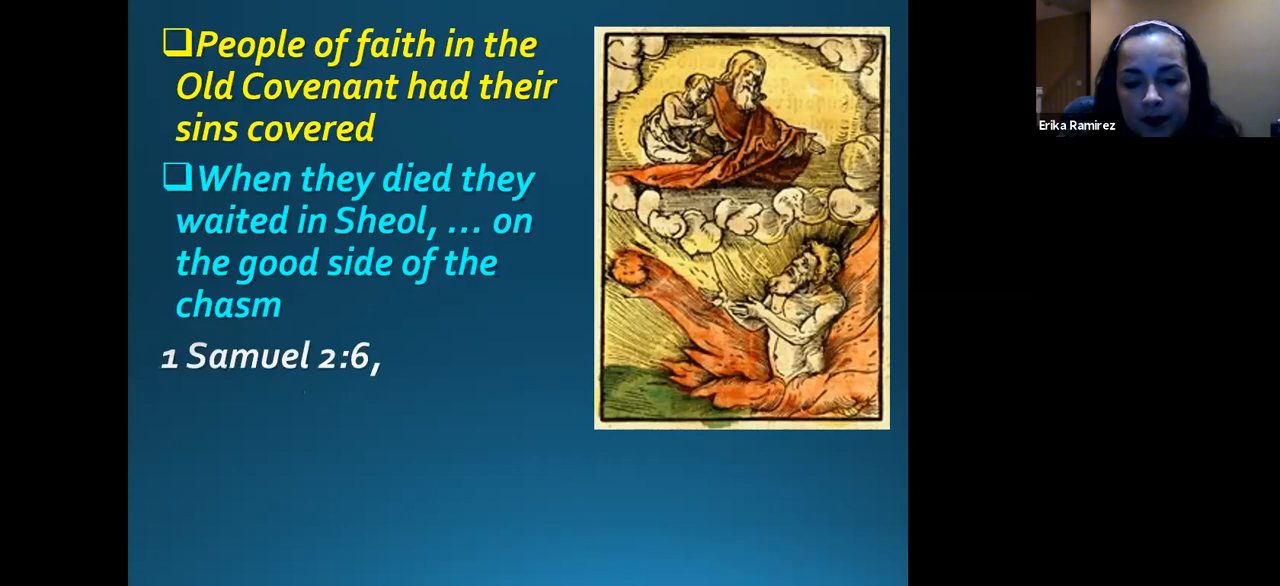 People of faith in the
Old Covenant had their
sins covered
When they died they
waited in Sheol, ... on
the good side of the
chasm
1 Samuel 2:6,
Erika Ramirez